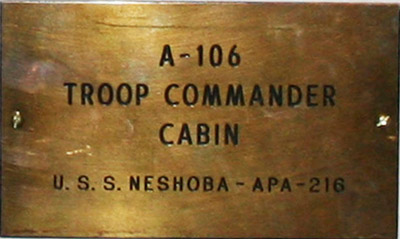 A-106
TROOP COMMANDER
CABIN
U.S.S. NESHOBA - APA-216